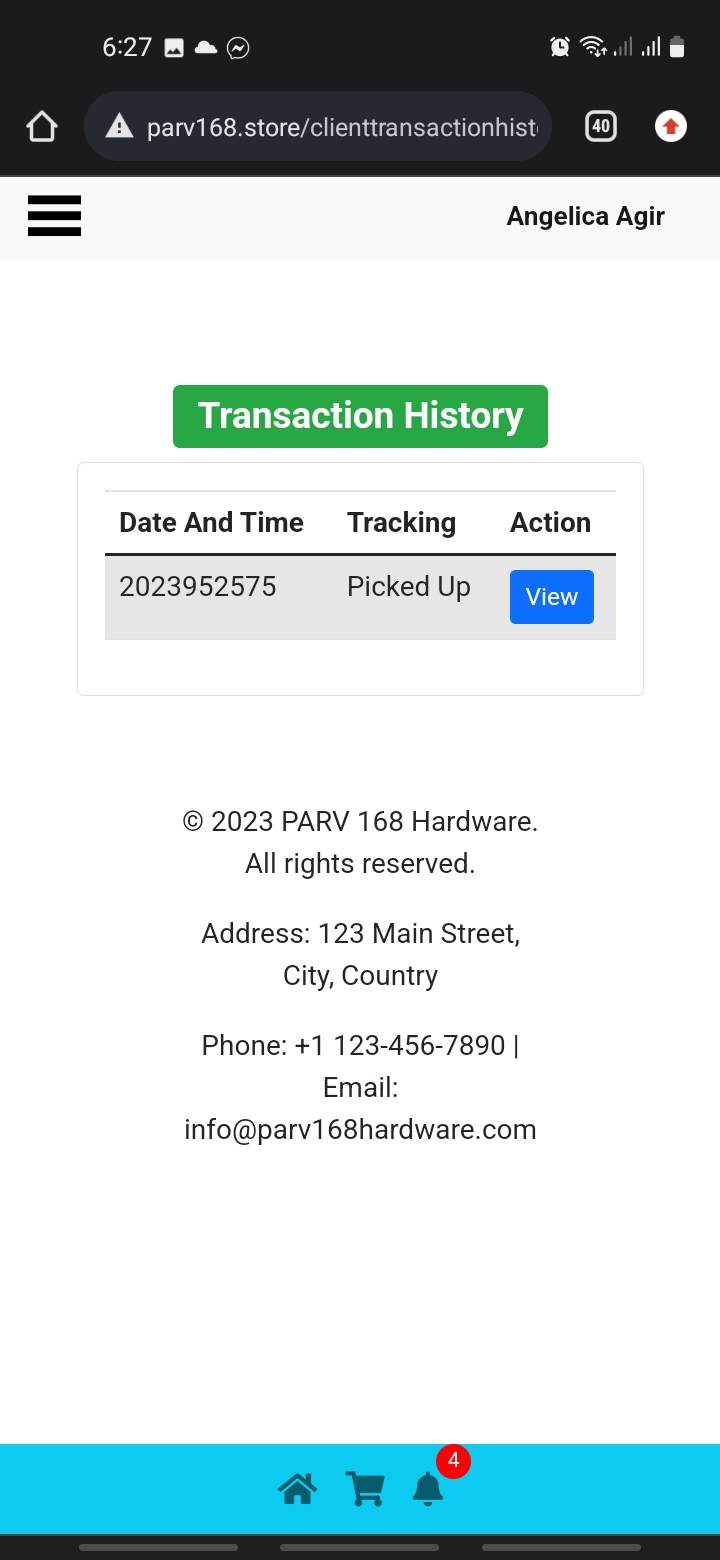 6:27
parv168.store/clienttransactionhist
40
Angelica Agir
Transaction History
Date And Time Tracking Action
2023952575 Picked Up View
© 2023 PARV 168 Hardware.
All rights reserved.
Address: 123 Main Street,
City, Country
Phone: +1 123-456-7890 |
Email:
info@parv168hardware.com
4